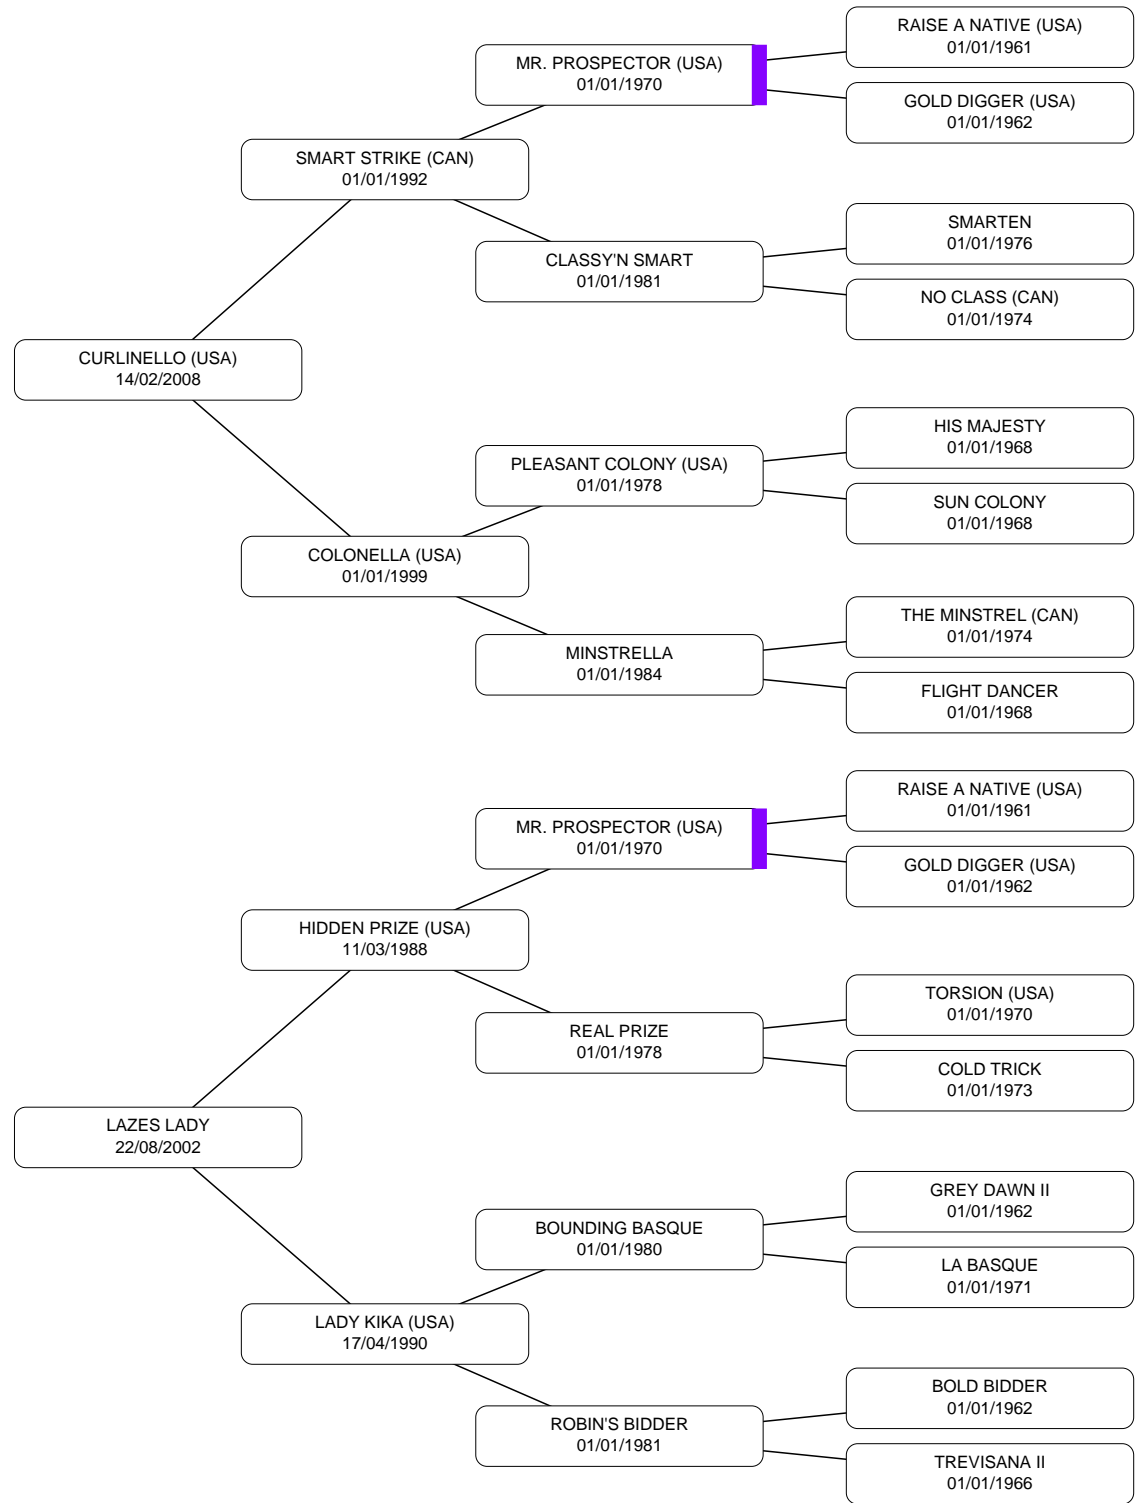 RAISE A NATIVE (USA)
01/01/1961
MR. PROSPECTOR (USA)
01/01/1970
GOLD DIGGER (USA)
01/01/1962
SMART STRIKE (CAN)
01/01/1992
SMARTEN
01/01/1976
CLASSY'N SMART
01/01/1981
NO CLASS (CAN)
01/01/1974
CURLINELLO (USA)
14/02/2008
HIS MAJESTY
01/01/1968
PLEASANT COLONY (USA)
01/01/1978
SUN COLONY
01/01/1968
COLONELLA (USA)
01/01/1999
THE MINSTREL (CAN)
01/01/1974
MINSTRELLA
01/01/1984
FLIGHT DANCER
01/01/1968
RAISE A NATIVE (USA)
01/01/1961
MR. PROSPECTOR (USA)
01/01/1970
GOLD DIGGER (USA)
01/01/1962
HIDDEN PRIZE (USA)
11/03/1988
TORSION (USA)
01/01/1970
REAL PRIZE
01/01/1978
COLD TRICK
01/01/1973
LAZES LADY
22/08/2002
GREY DAWN II
01/01/1962
BOUNDING BASQUE
01/01/1980
LA BASQUE
01/01/1971
LADY KIKA (USA)
17/04/1990
BOLD BIDDER
01/01/1962
ROBIN'S BIDDER
01/01/1981
TREVISANA II
01/01/1966